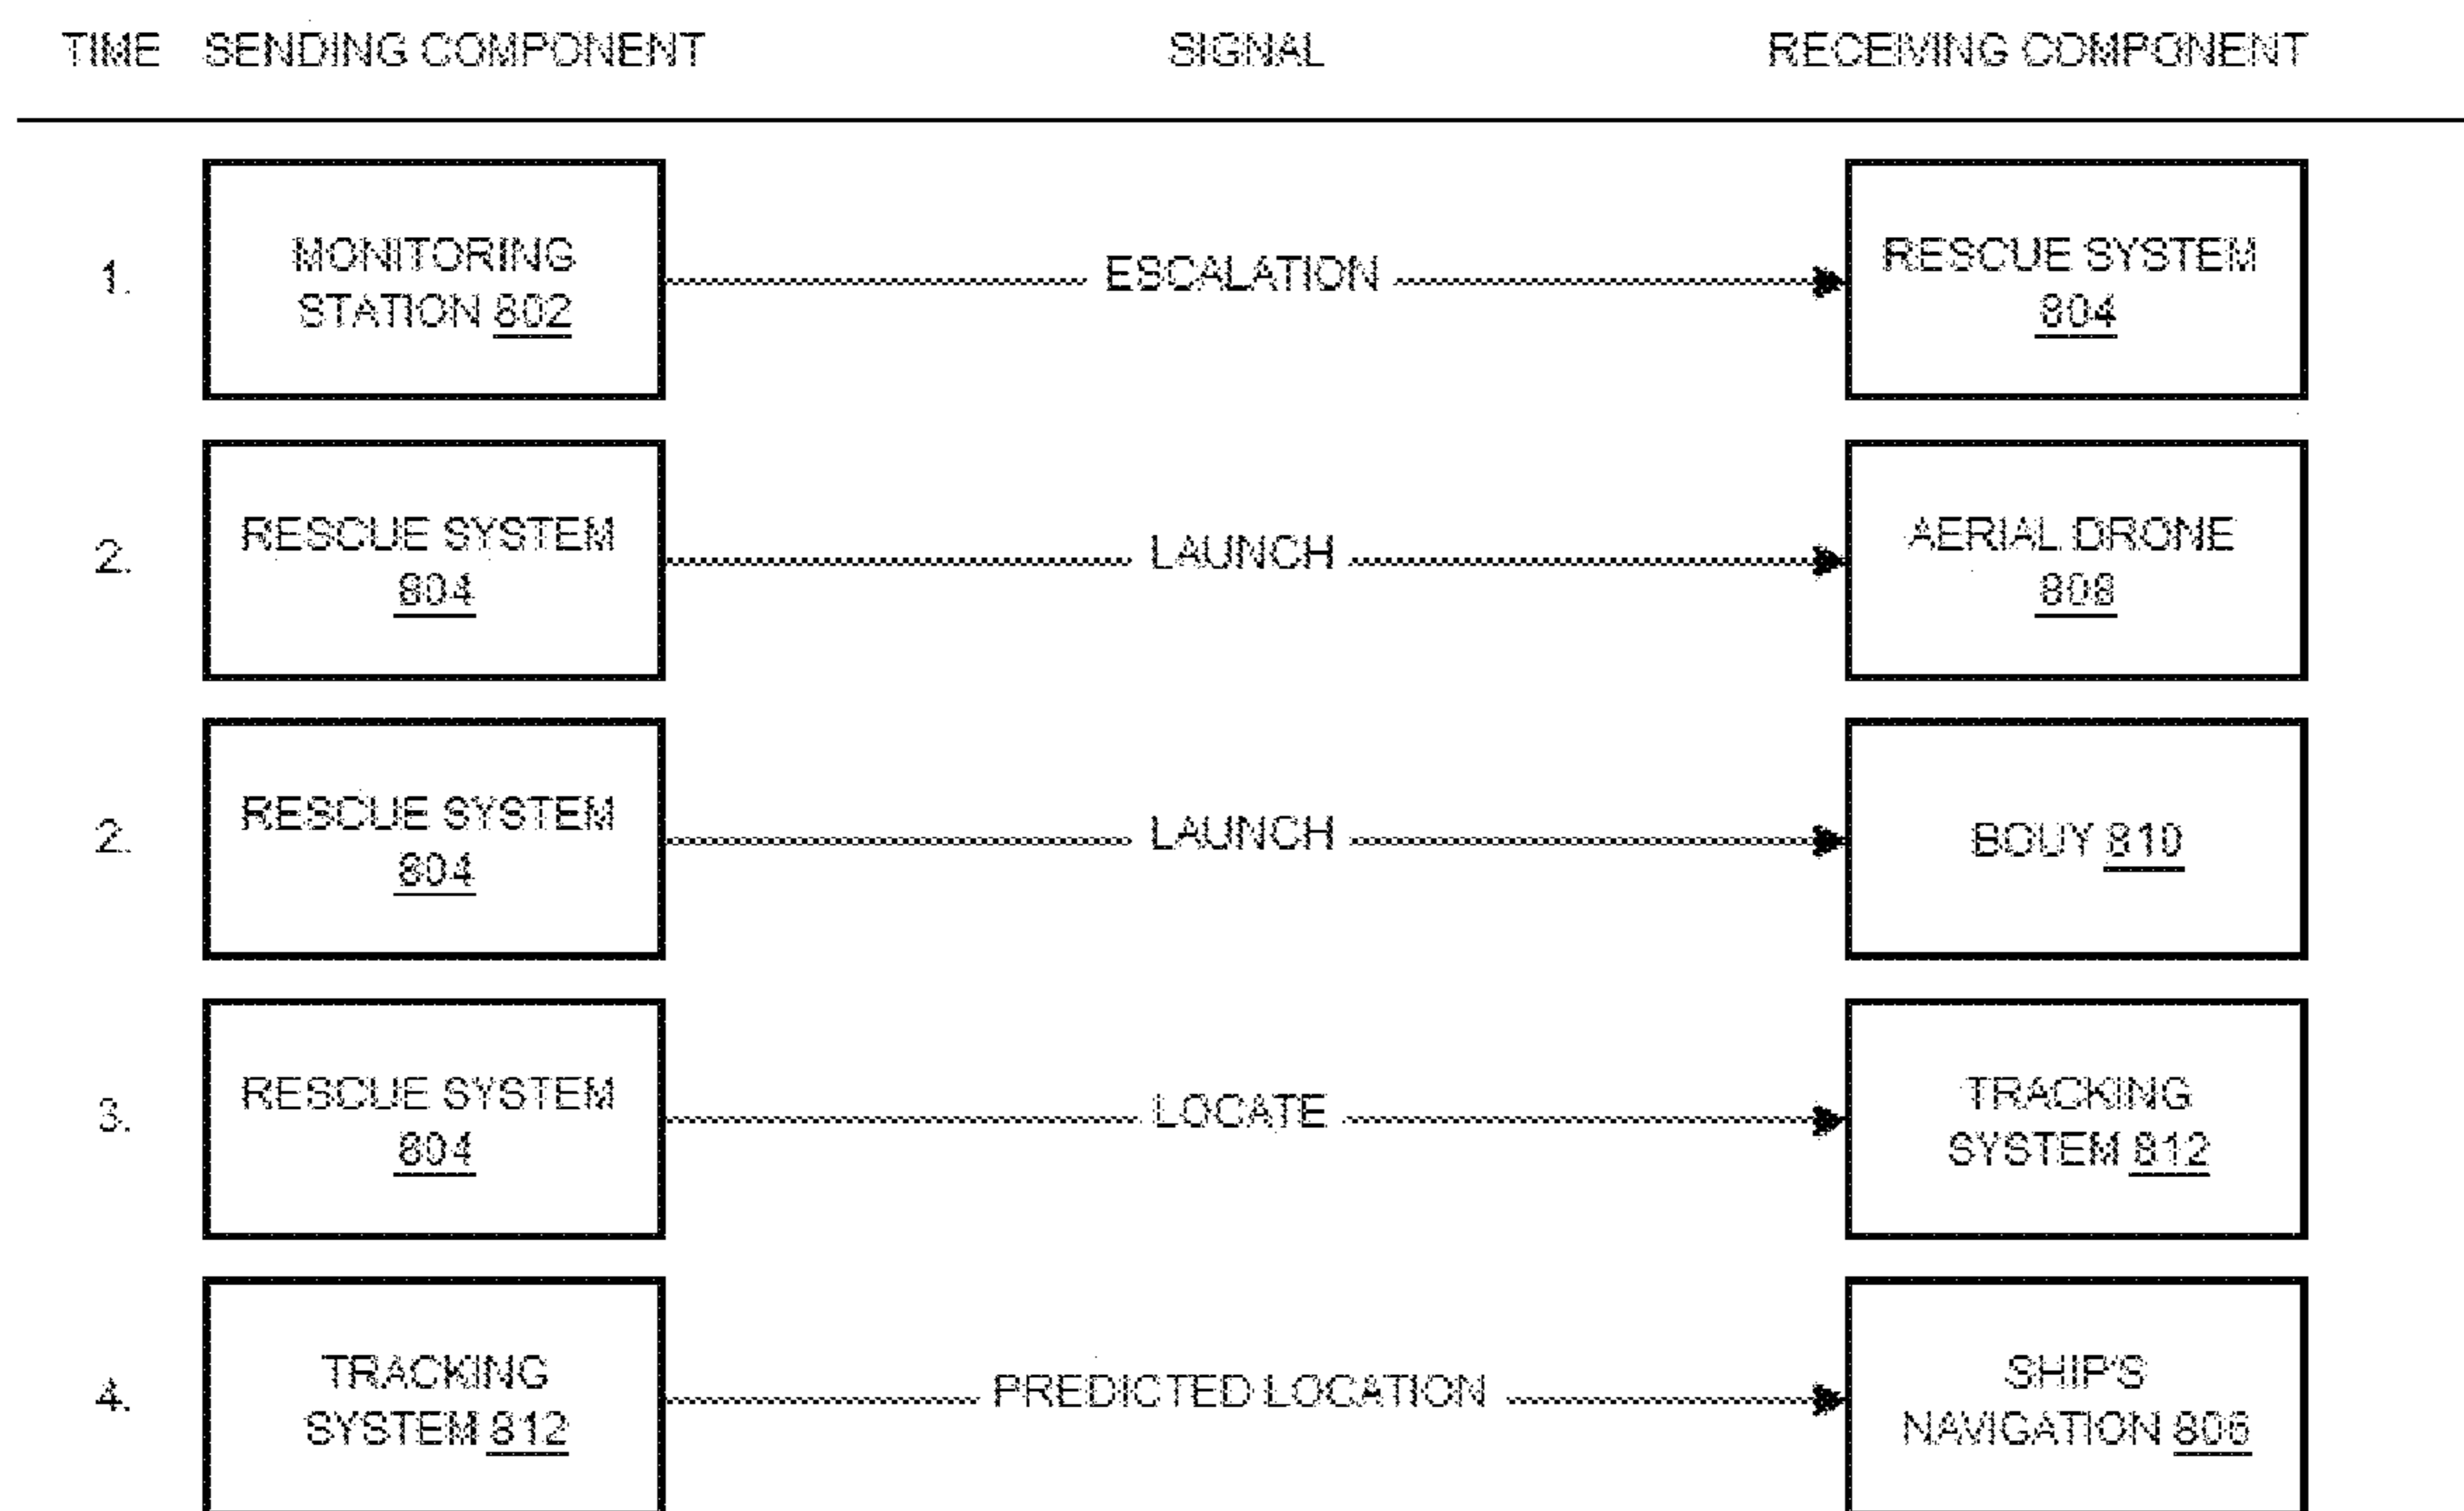 TIME SENDING COMPONENT SIGNAL RECEIVING COMPONENT
1.
MONITORING
STATION 802
ESCALATION
RESCUE SYSTEM
804
2.
RESCUE SYSTEM
804
LAUNCH
AERIAL DRONE
808
2.
RESCUE SYSTEM
804
LAUNCH
BOUY 810
3.
RESCUE SYSTEM
804
LOCATE
TRACKING
SYSTEM 812
4.
TRACKING
SYSTEM 812
PREDICTED LOCATION
SHIP'S
NAVIGATION 806